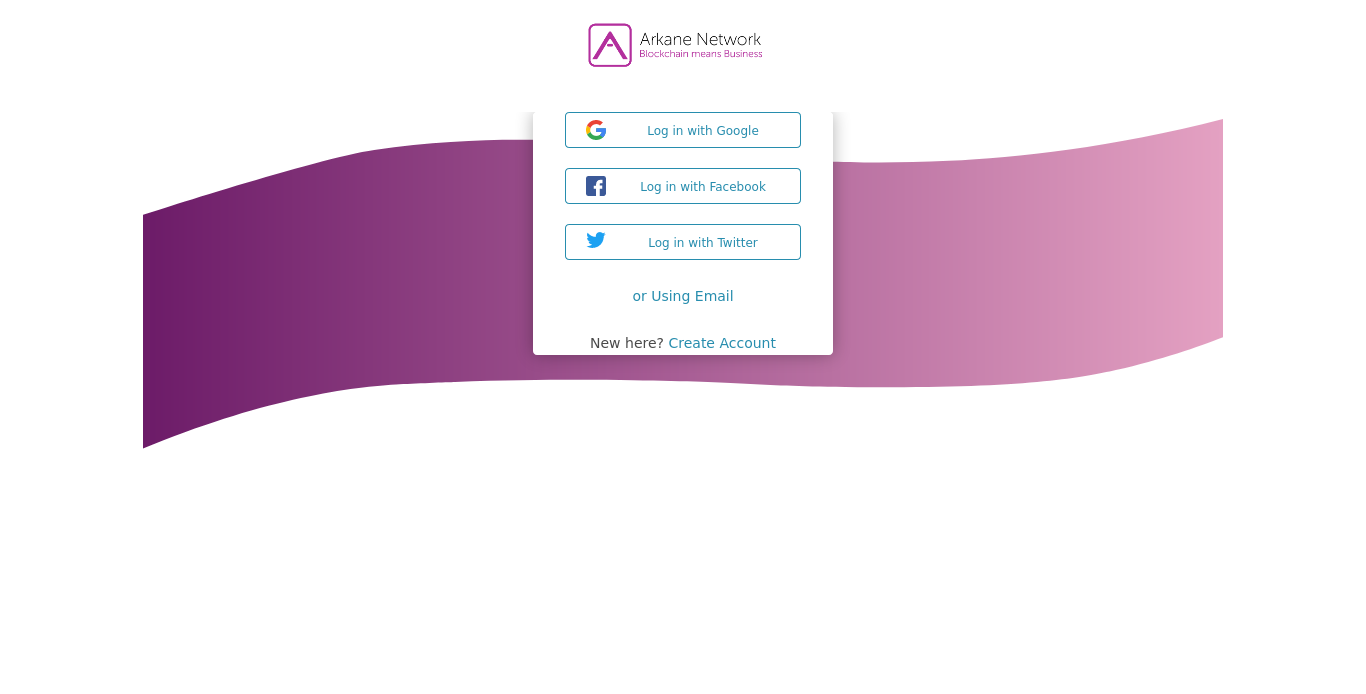 Arkane Network
Blockchain means Business
Log in with Google
Log in with Facebook
Log in with Twitter
or Using Email
New here? Create Account